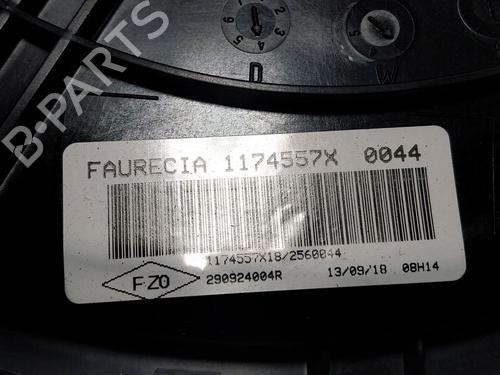 B-PARTS
D
W
FAURECIA 1174557X 0044
1174557X18/2560044
FZO
290924004R
13/09/18 08H14